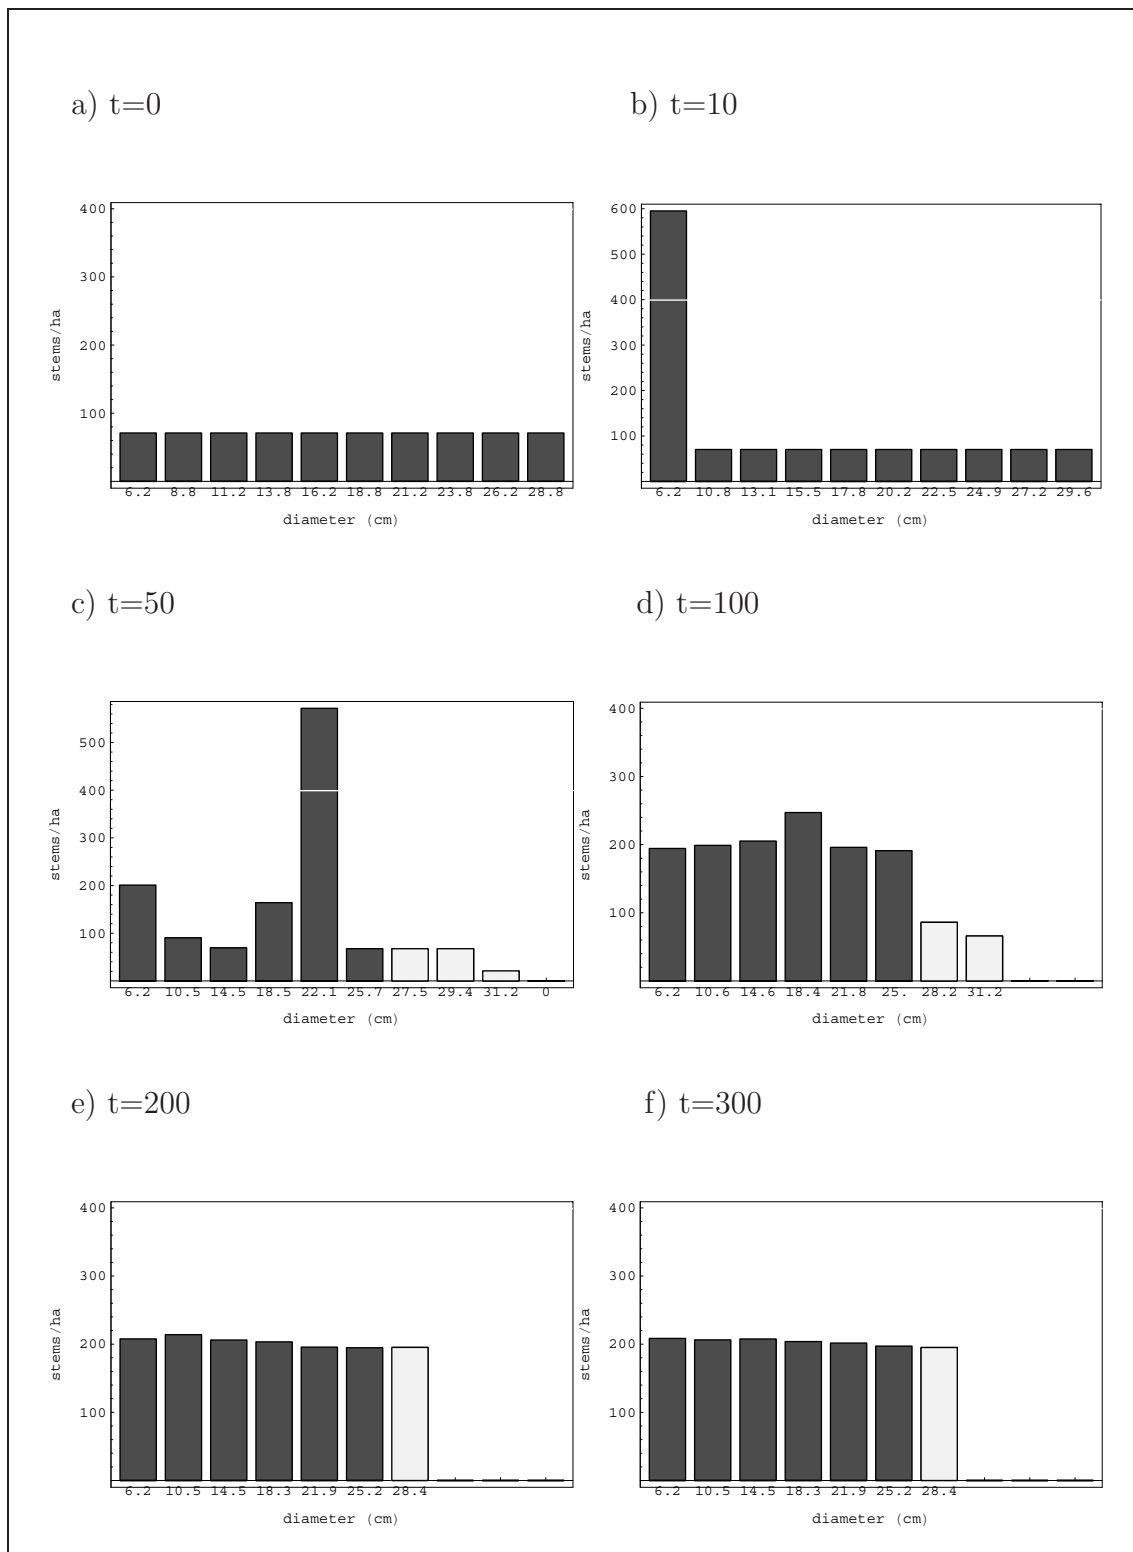 a) t=0
b) t=10
400
300
200
100
stems/ha
6.2 8.8 11.2 13.8 16.2 18.8 21.2 23.8 26.2 28.8
diameter (cm)
600
500
400
300
200
100
stems/ha
6.2 10.8 13.1 15.5 17.8 20.2 22.5 24.9 27.2 29.6
diameter (cm)
c) t=50
d) t=100
500
400
300
200
100
stems/ha
6.2 10.5 14.5 18.5 22.1 25.7 27.5 29.4 31.2 0
diameter (cm)
400
300
200
100
stems/ha
6.2 10.6 14.6 18.4 21.8 25. 28.2 31.2
diameter (cm)
e) t=200
f) t=300
400
300
200
100
stems/ha
6.2 10.5 14.5 18.3 21.9 25.2 28.4
diameter (cm)
400
300
200
100
stems/ha
6.2 10.5 14.5 18.3 21.9 25.2 28.4
diameter (cm)